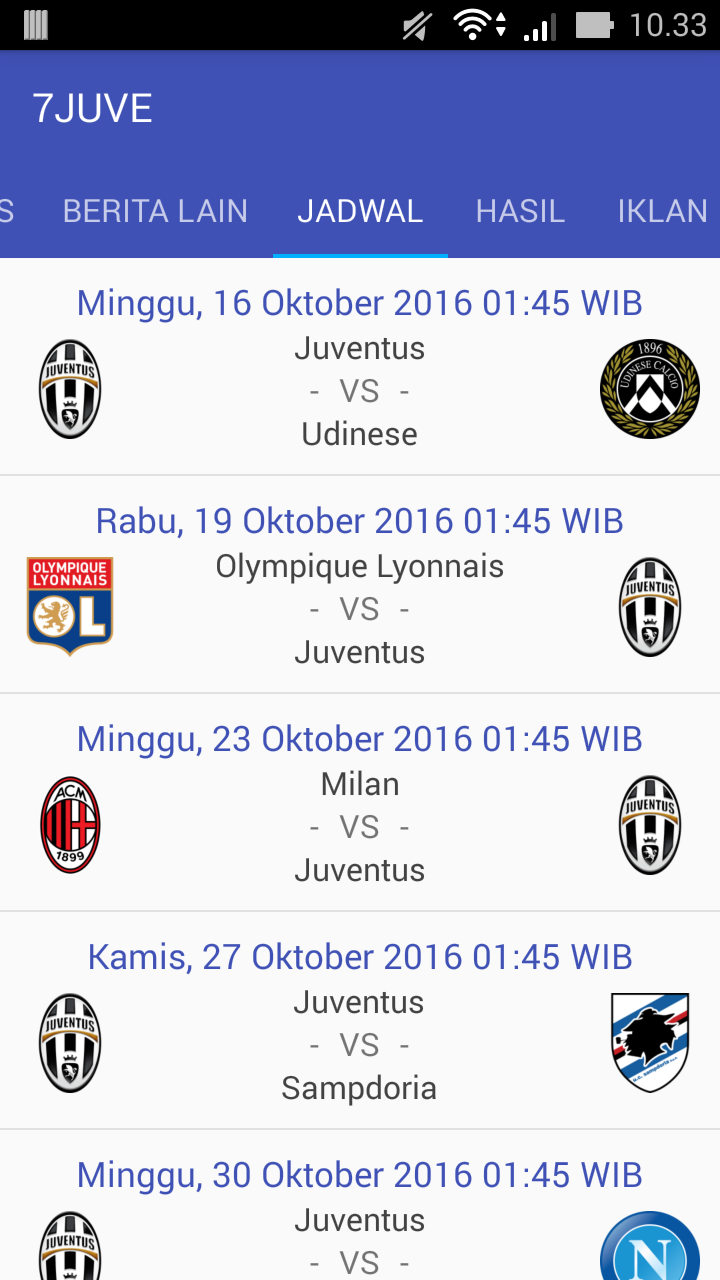 10.33
7JUVE
S BERITA LAIN JADWAL HASIL IKLAN
Minggu, 16 Oktober 2016 01:45 WIB
JUVENTUS
Juventus
- VS -
Udinese
1896
UDINESE CALCIO
Rabu, 19 Oktober 2016 01:45 WIB
OLYMPIQUE
LYONNAIS
OL
Olympique Lyonnais
- VS -
Juventus
JUVENTUS
Minggu, 23 Oktober 2016 01:45 WIB
ACM
1899
Milan
- VS -
Juventus
JUVENTUS
Kamis, 27 Oktober 2016 01:45 WIB
JUVENTUS
Juventus
- VS -
Sampdoria
u.c. sampdoria
Minggu, 30 Oktober 2016 01:45 WIB
JUVENTUS
Juventus
- VS -
N